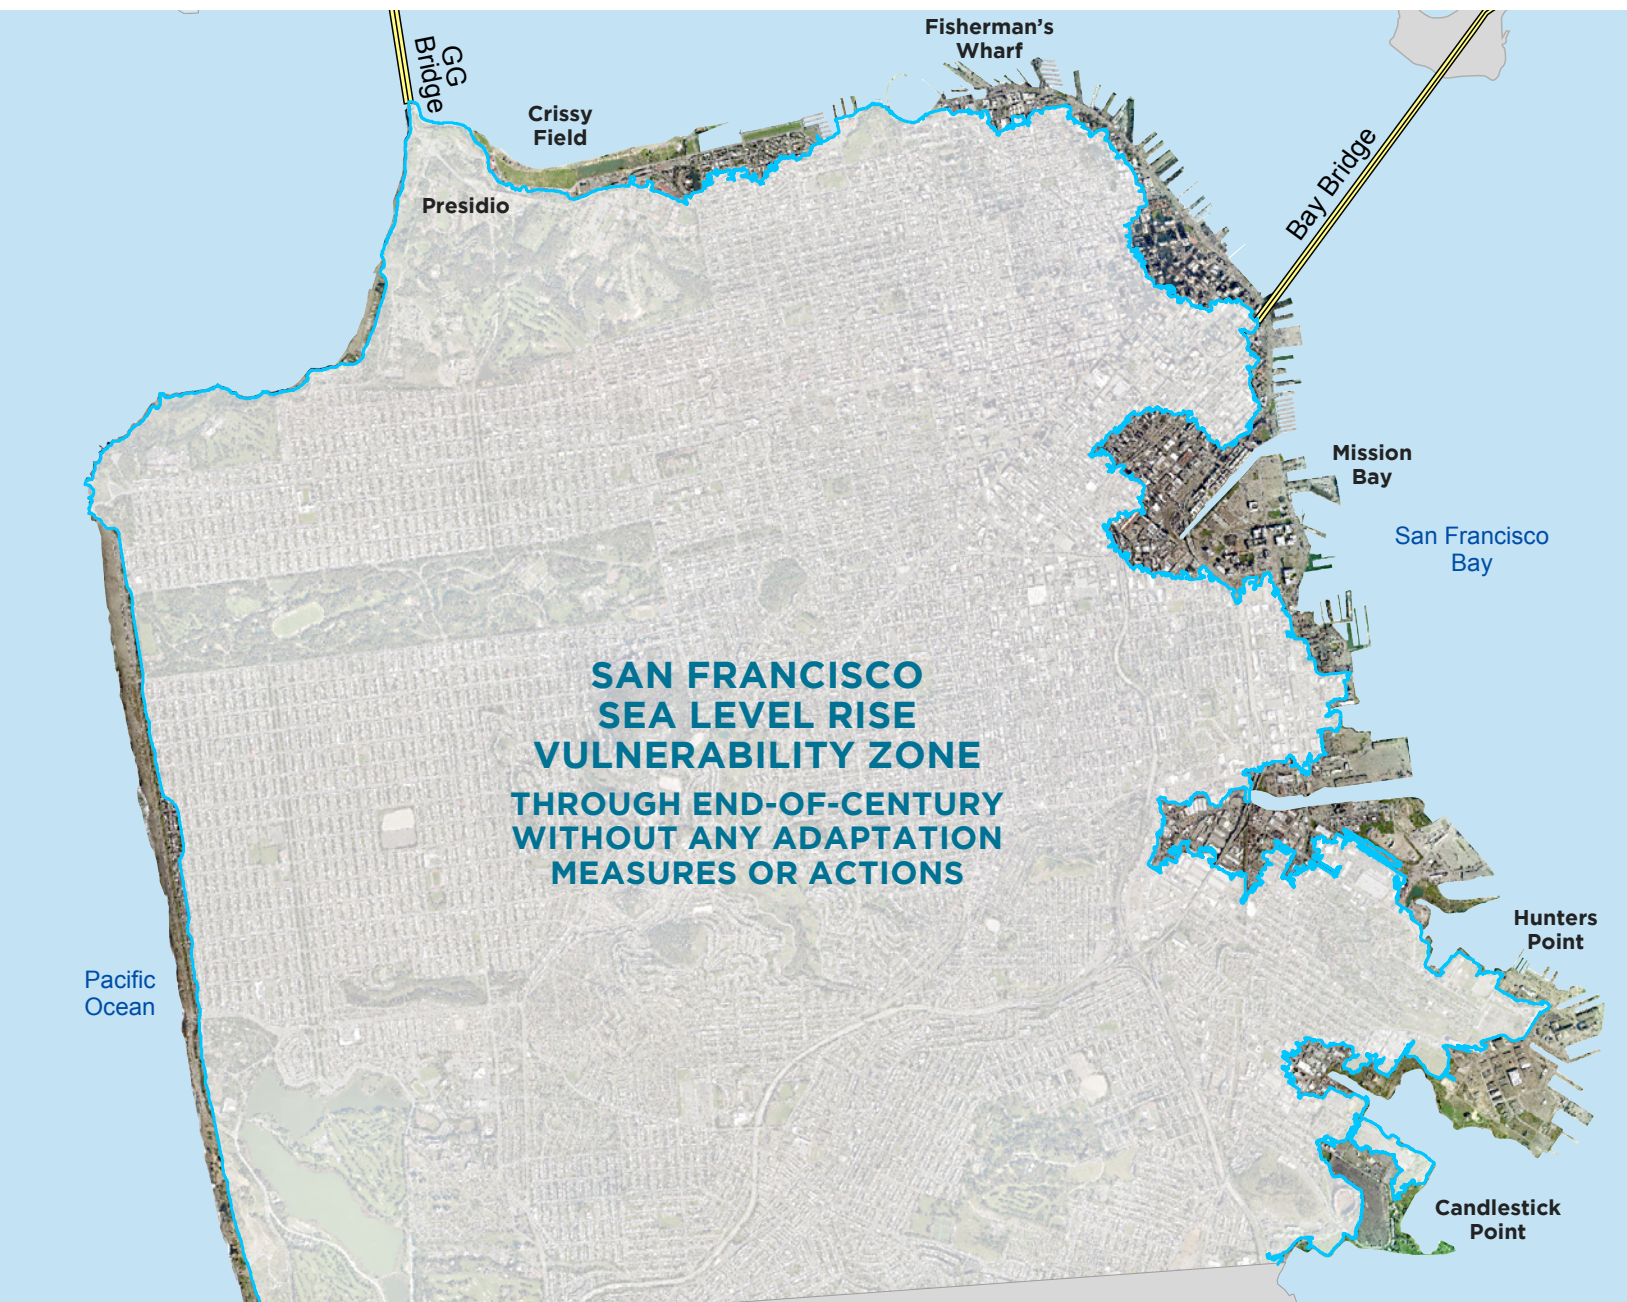 Fisherman's
Wharf
GG
Bridge
Crissy
Field
Presidio
Bay Bridge
Mission
Bay
San Francisco
Bay
SAN FRANCISCO
SEA LEVEL RISE
VULNERABILITY ZONE
THROUGH END-OF-CENTURY
WITHOUT ANY ADAPTATION
MEASURES OR ACTIONS
Hunters
Point
Pacific
Ocean
Candlestick
Point